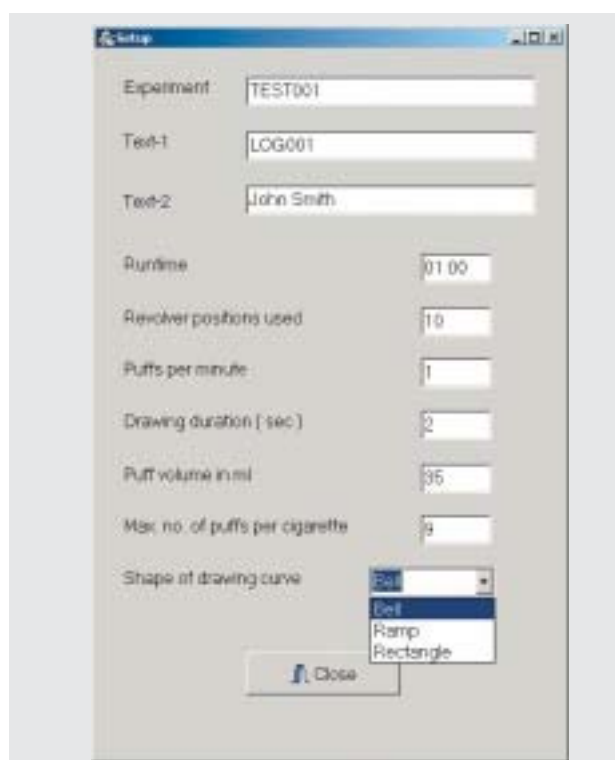 Setup
Experiment TEST001
Text-1 LOG001
Text-2 John Smith
Runtime 01:00
Revolver positions used 10
Puffs per minute 1
Drawing duration [ sec ] 2
Puff volume in ml 35
Max. no. of puffs per cigarette 9
Shape of drawing curve Bell
Bell
Ramp
Rectangle
Close